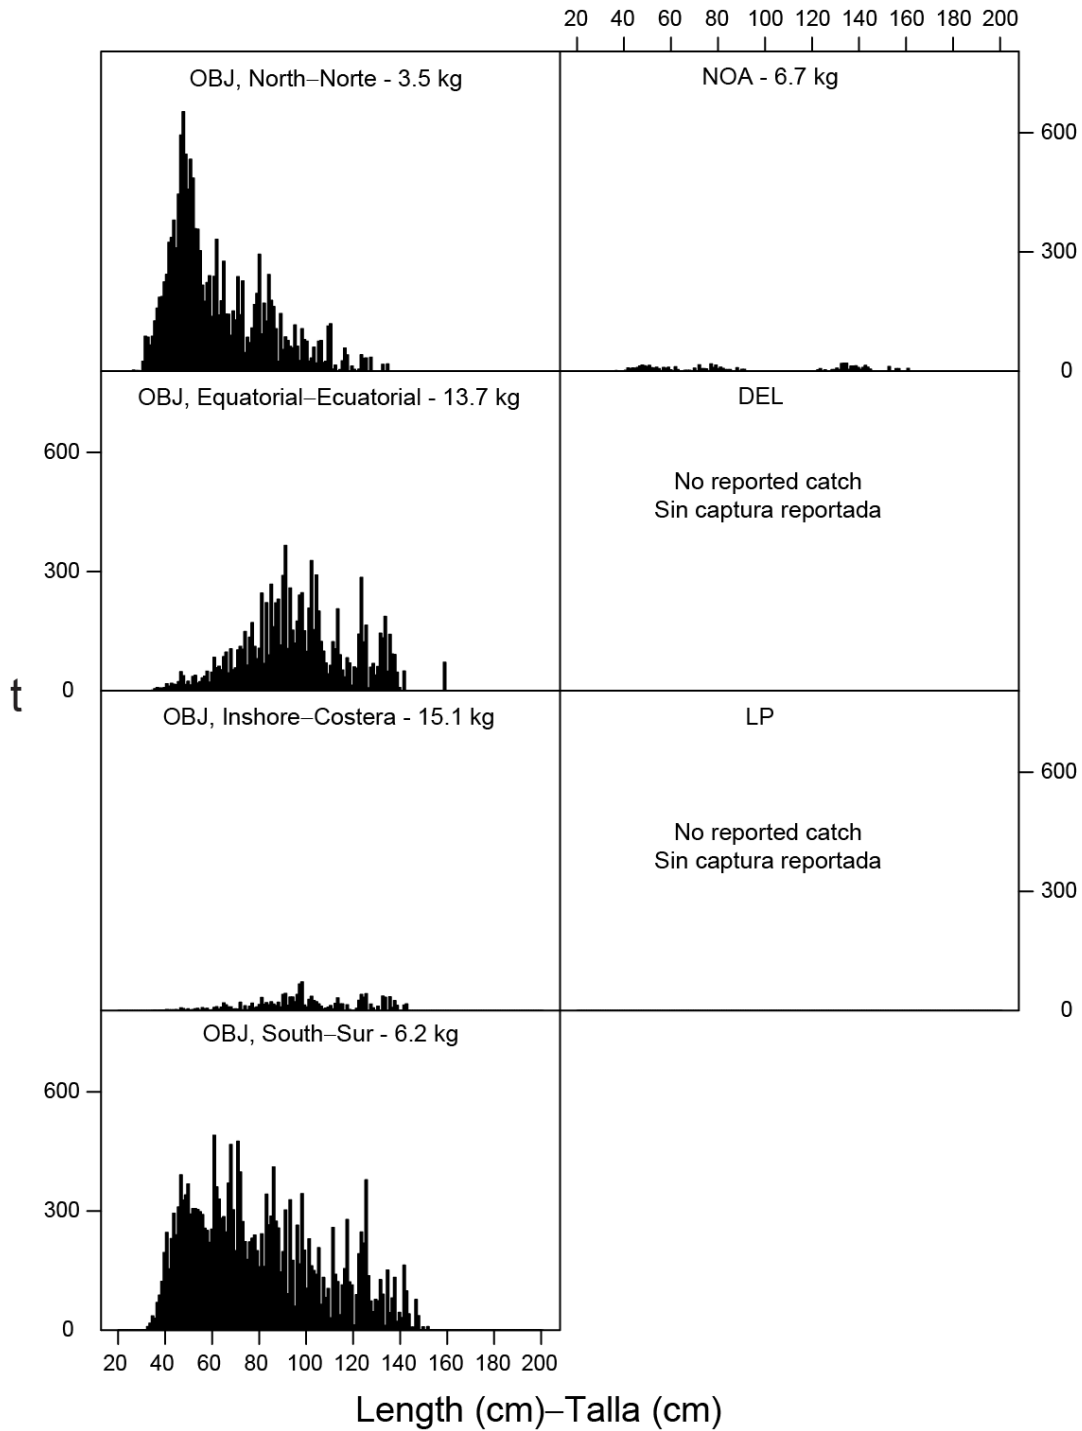 20 40 60 80 100 120 140 160 180 200
OBJ, North–Norte - 3.5 kg
NOA - 6.7 kg
600
300
0
OBJ, Equatorial–Ecuatorial - 13.7 kg
DEL
600
300
0
No reported catch
Sin captura reportada
t
OBJ, Inshore–Costera - 15.1 kg
LP
No reported catch
Sin captura reportada
600
300
0
OBJ, South–Sur - 6.2 kg
600
300
0
20 40 60 80 100 120 140 160 180 200
Length (cm)–Talla (cm)